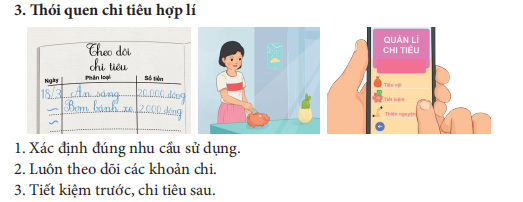 3. Thói quen chi tiêu hợp lí
Theo dõi
chi tiêu
Ngày Phân loại Số tiền
18/3 Ăn sáng 20.000 đồng
~ Bơm bánh xe 2.000 đồng
~
QUẢN LÍ
CHI TIÊU
Tiêu vặt
Tiết kiệm
Thiện nguyện
1. Xác định đúng nhu cầu sử dụng.
2. Luôn theo dõi các khoản chi.
3. Tiết kiệm trước, chi tiêu sau.